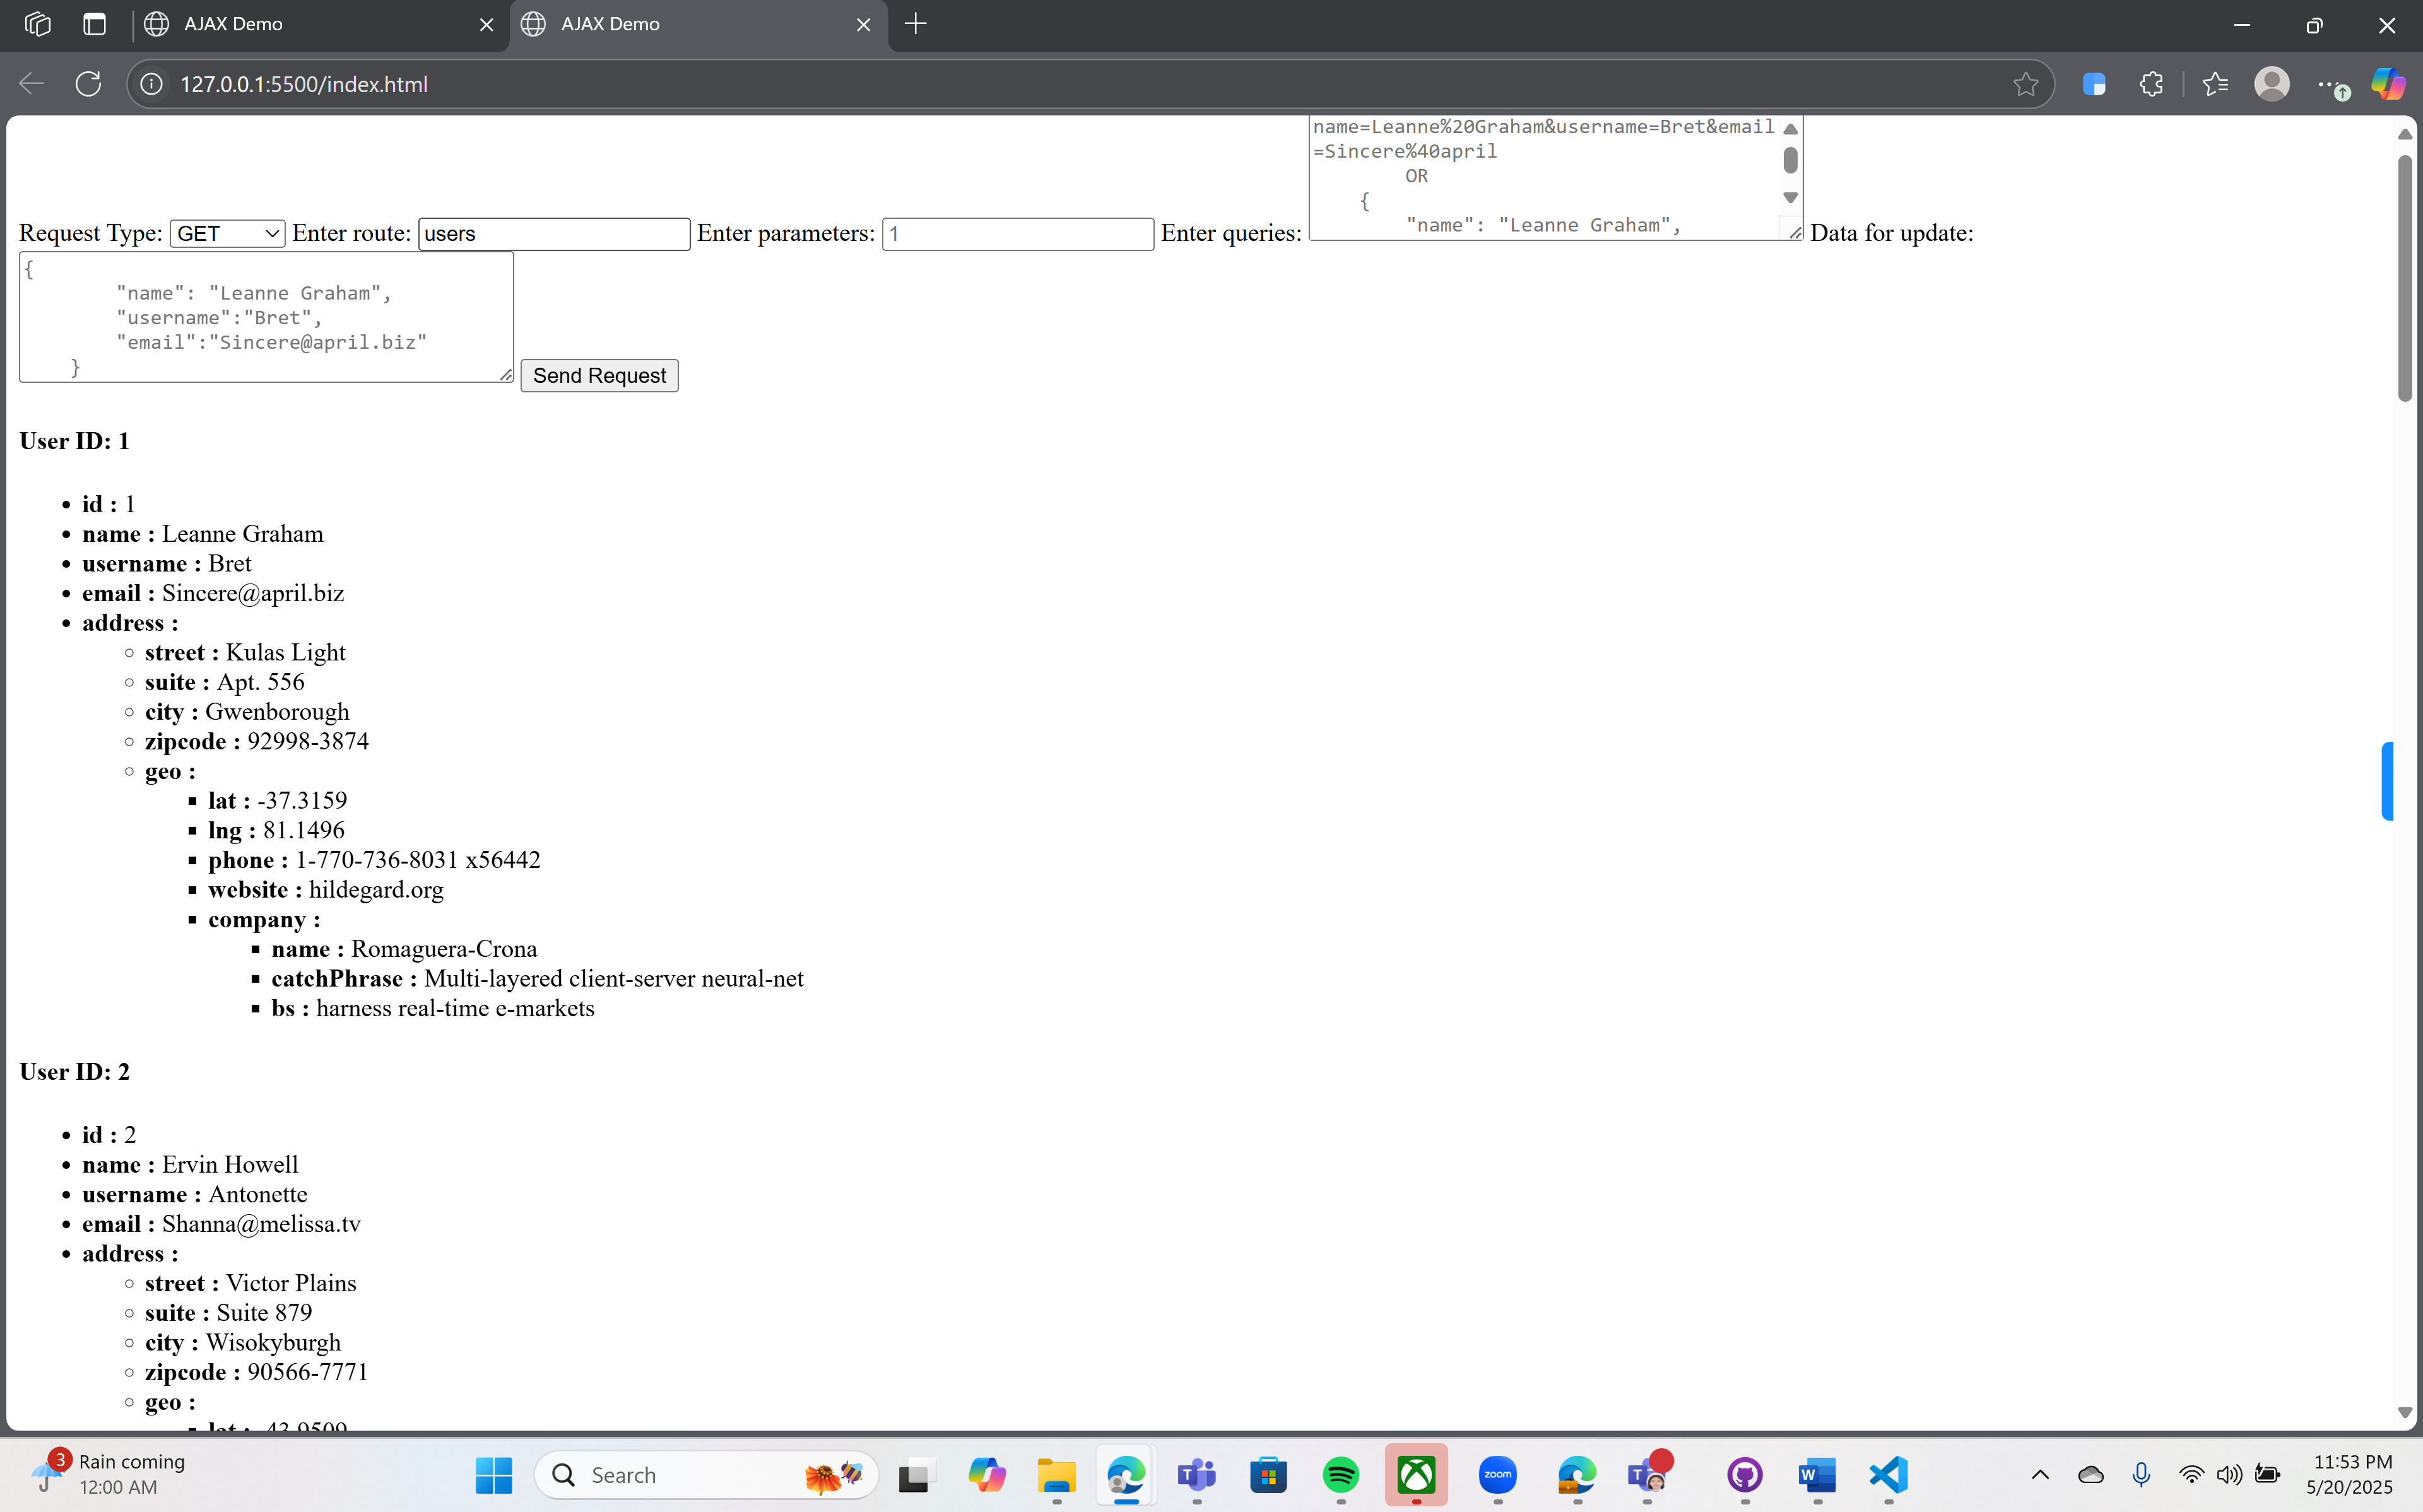 AJAX Demo
AJAX Demo
127.0.0.1:5500/index.html
name=Leanne%20Graham&username=Bret&email
=Sincere%40april
OR
{
"name": "Leanne Graham",
Request Type: GET Enter route: users Enter parameters: 1 Enter queries: Data for update:
{
"name": "Leanne Graham",
"username":"Bret",
"email":"Sincere@april.biz"
}
Send Request
User ID: 1
• id : 1
• name : Leanne Graham
• username : Bret
• email : Sincere@april.biz
• address :
◦ street : Kulas Light
◦ suite : Apt. 556
◦ city : Gwenborough
◦ zipcode : 92998-3874
◦ geo :
▪ lat : -37.3159
▪ lng : 81.1496
▪ phone : 1-770-736-8031 x56442
▪ website : hildegard.org
▪ company :
▪ name : Romaguera-Crona
▪ catchPhrase : Multi-layered client-server neural-net
▪ bs : harness real-time e-markets
User ID: 2
• id : 2
• name : Ervin Howell
• username : Antonette
• email : Shanna@melissa.tv
• address :
◦ street : Victor Plains
◦ suite : Suite 879
◦ city : Wisokyburgh
◦ zipcode : 90566-7771
◦ geo :
▪ lat : -43.9509
3
Rain coming
12:00 AM
Search
zoom
11:53 PM
5/20/2025